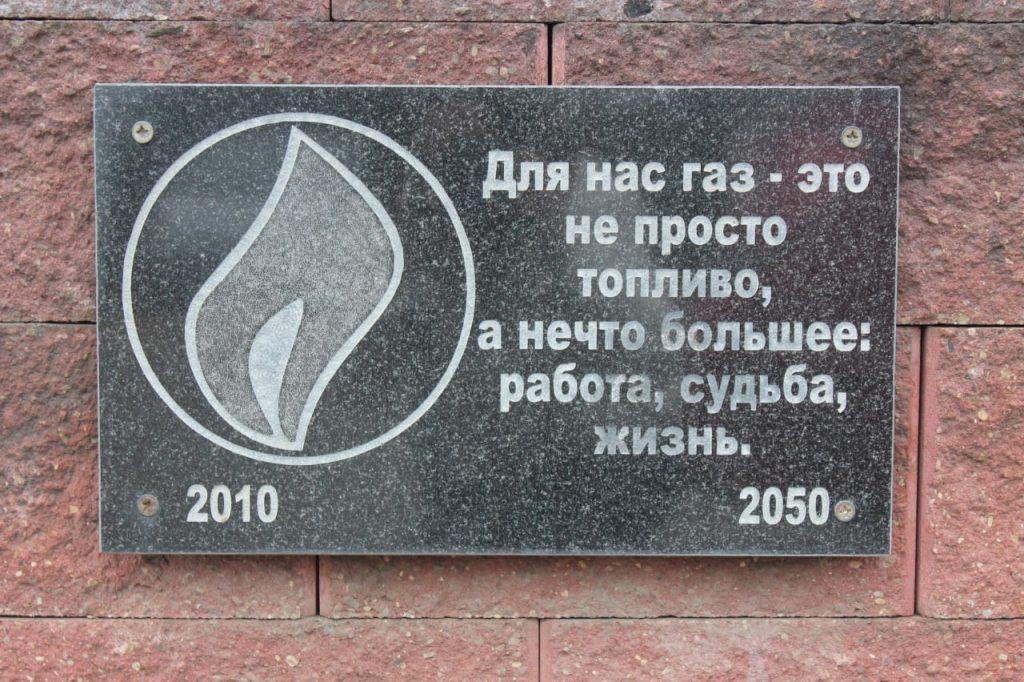 Для нас газ - это
не просто
топливо,
а нечто большее:
работа, судьба,
жизнь.
2010
2050